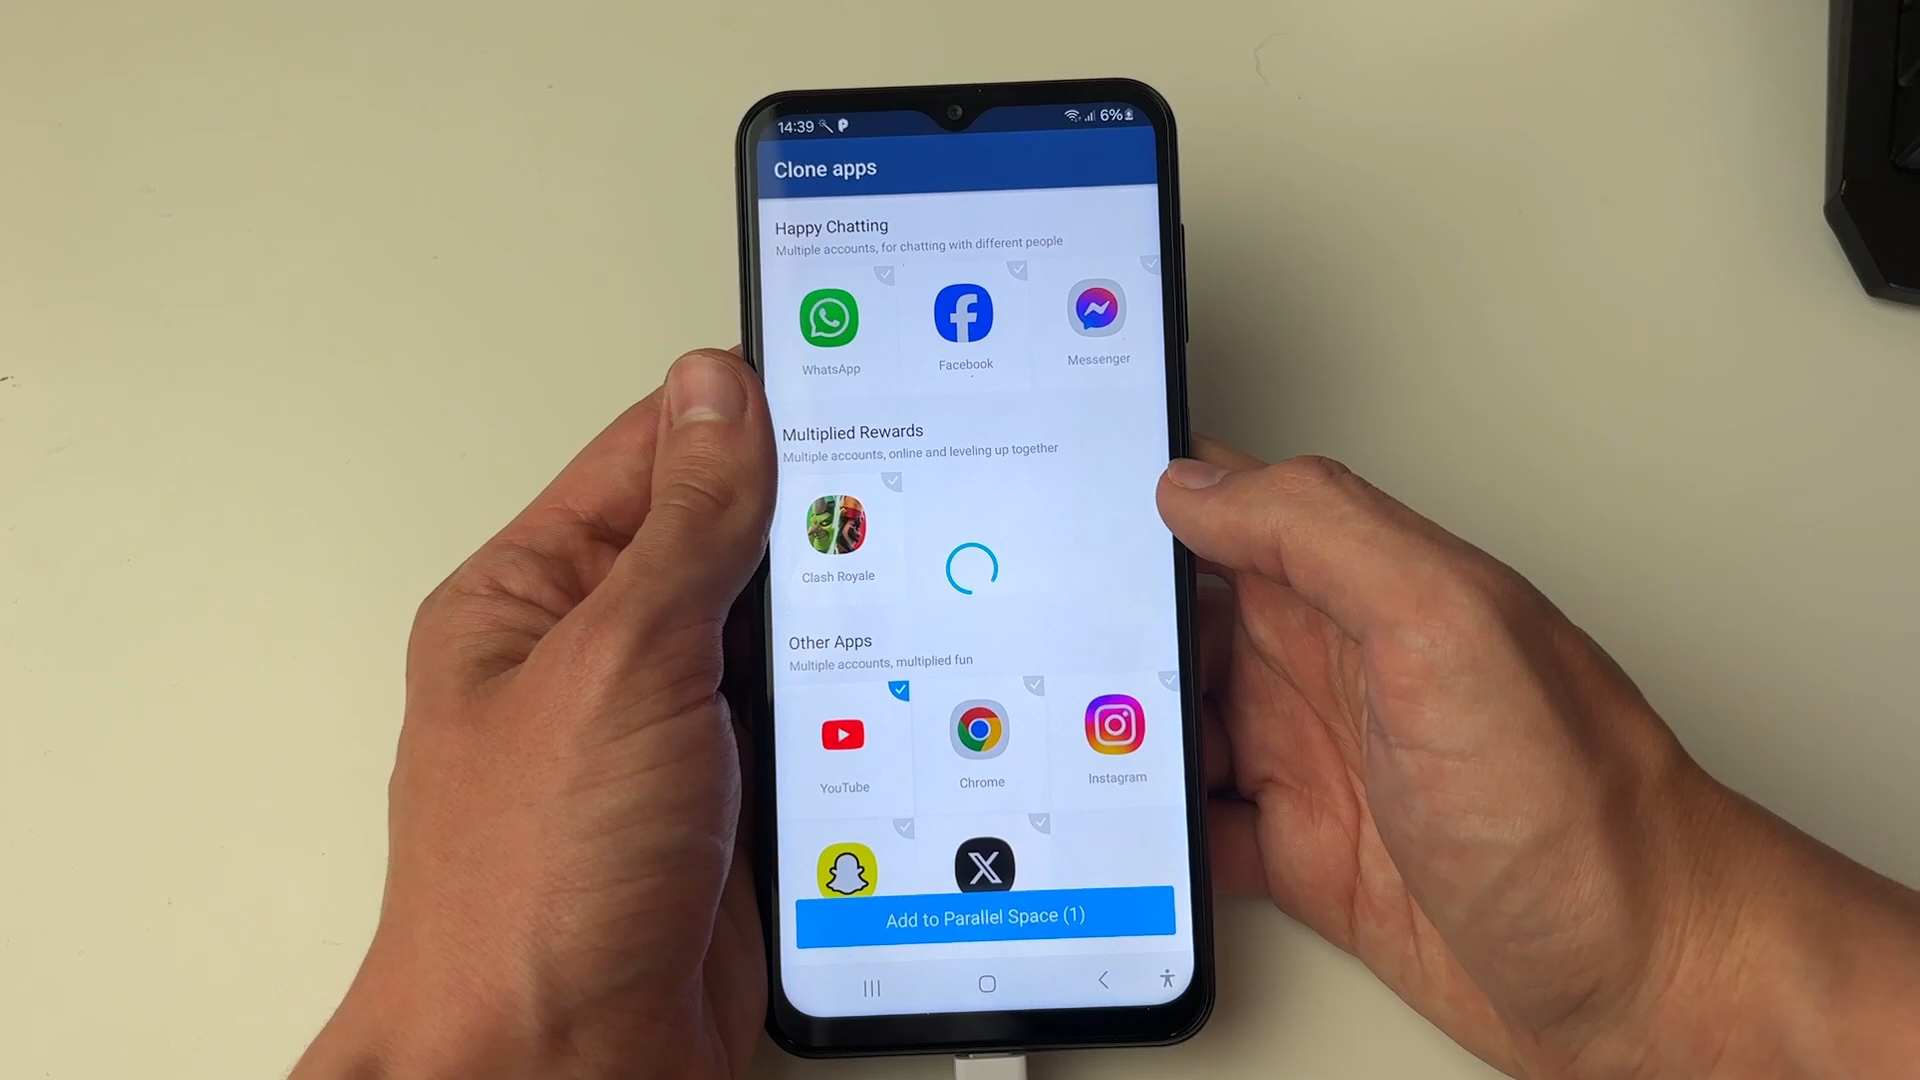 14:39
6%
Clone apps
Happy Chatting
Multiple accounts, for chatting with different people
WhatsApp
Facebook
Messenger
Multiplied Rewards
Multiple accounts, online and leveling up together
Clash Royale
Other Apps
Multiple accounts, multiplied fun
YouTube
Chrome
Instagram
Add to Parallel Space (1)